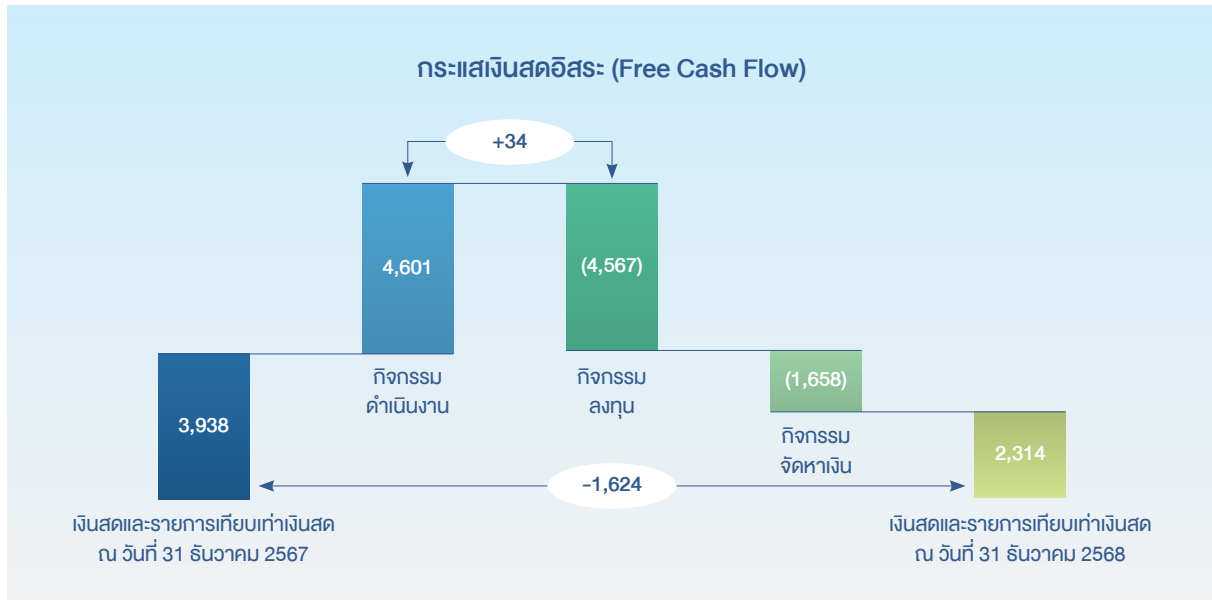 กระแสเงินสดอิสระ (Free Cash Flow)
+34
4,601
(4,567)
กิจกรรม
ดำเนินงาน
กิจกรรม
ลงทุน
(1,658)
3,938
กิจกรรม
จัดหาเงิน
2,314
-1,624
เงินสดและรายการเทียบเท่าเงินสด
ณ วันที่ 31 ธันวาคม 2567
เงินสดและรายการเทียบเท่าเงินสด
ณ วันที่ 31 ธันวาคม 2568